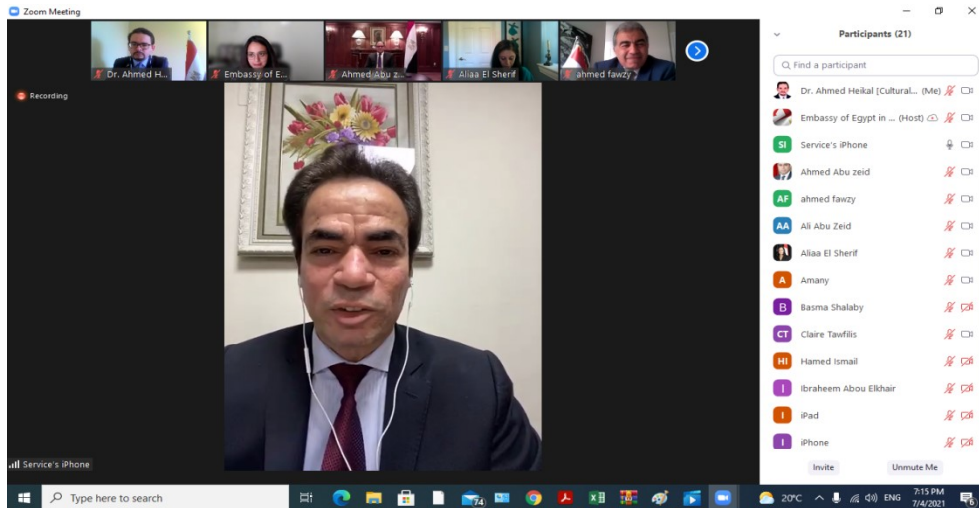 Zoom Meeting
Dr. Ahmed H...
Embassy of E...
Ahmed Abu z...
Aliaa El Sherif
ahmed fawzy
Recording
Service's iPhone
Participants (21)
Find a participant
Dr. Ahmed Heikal [Cultural... (Me)
Embassy of Egypt in ... (Host)
SI Service's iPhone
Ahmed Abu zeid
AF ahmed fawzy
AA Ali Abu Zeid
Aliaa El Sherif
A Amany
B Basma Shalaby
CT Claire Tawfilis
HI Hamed Ismail
I Ibraheem Abou Elkhair
I iPad
I iPhone
Invite Unmute Me
Type here to search
74
20°C ENG 7:15 PM
7/4/2021
6